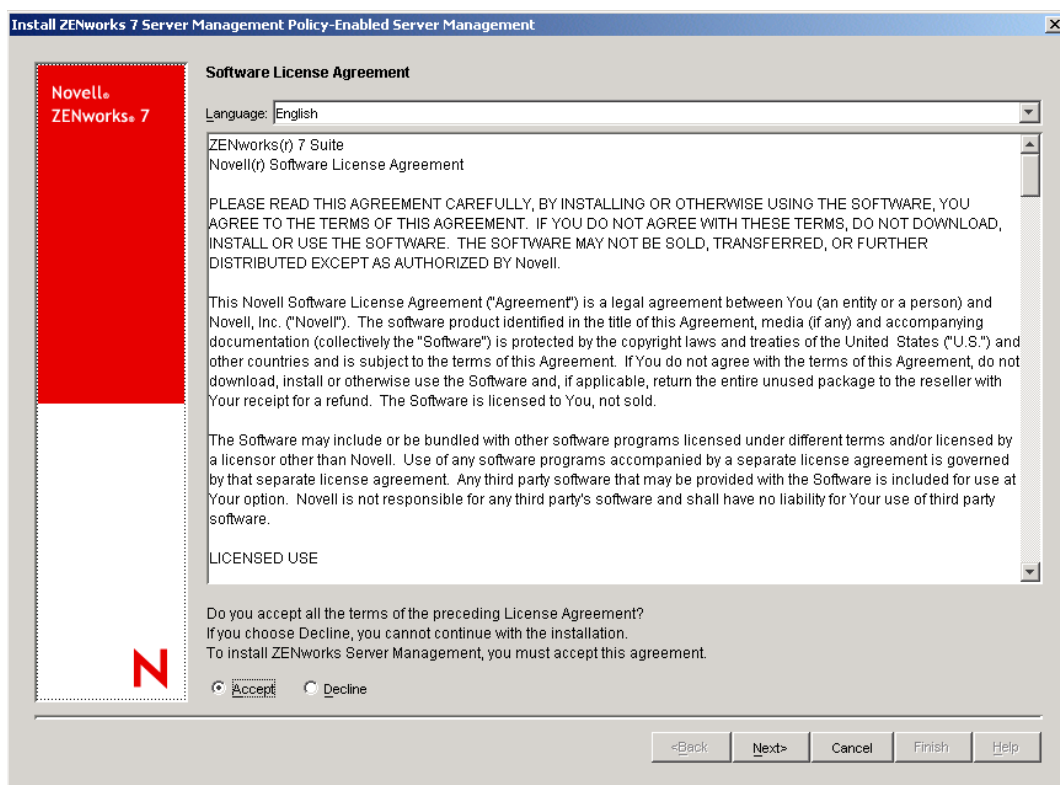 Install ZENworks 7 Server Management Policy-Enabled Server Management
Novell®
ZENworks® 7
Software License Agreement
Language: English
ZENworks(r) 7 Suite
Novell(r) Software License Agreement
PLEASE READ THIS AGREEMENT CAREFULLY, BY INSTALLING OR OTHERWISE USING THE SOFTWARE, YOU
AGREE TO THE TERMS OF THIS AGREEMENT.  IF YOU DO NOT AGREE WITH THESE TERMS, DO NOT DOWNLOAD,
INSTALL OR USE THE SOFTWARE.  THE SOFTWARE MAY NOT BE SOLD, TRANSFERRED, OR FURTHER
DISTRIBUTED EXCEPT AS AUTHORIZED BY Novell.
This Novell Software License Agreement ("Agreement") is a legal agreement between You (an entity or a person) and
Novell, Inc. ("Novell").  The software product identified in the title of this Agreement, media (if any) and accompanying
documentation (collectively the "Software") is protected by the copyright laws and treaties of the United  States ("U.S.") and
other countries and is subject to the terms of this Agreement.  If You do not agree with the terms of this Agreement, do not
download, install or otherwise use the Software and, if applicable, return the entire unused package to the reseller with
Your receipt for a refund.  The Software is licensed to You, not sold.
The Software may include or be bundled with other software programs licensed under different terms and/or licensed by
a licensor other than Novell.  Use of any software programs accompanied by a separate license agreement is governed
by that separate license agreement.  Any third party software that may be provided with the Software is included for use at
Your option.  Novell is not responsible for any third party's software and shall have no liability for Your use of third party
software.
LICENSED USE
Do you accept all the terms of the preceding License Agreement?
If you choose Decline, you cannot continue with the installation.
To install ZENworks Server Management, you must accept this agreement.
N
Accept Decline
<Back Next> Cancel Finish Help